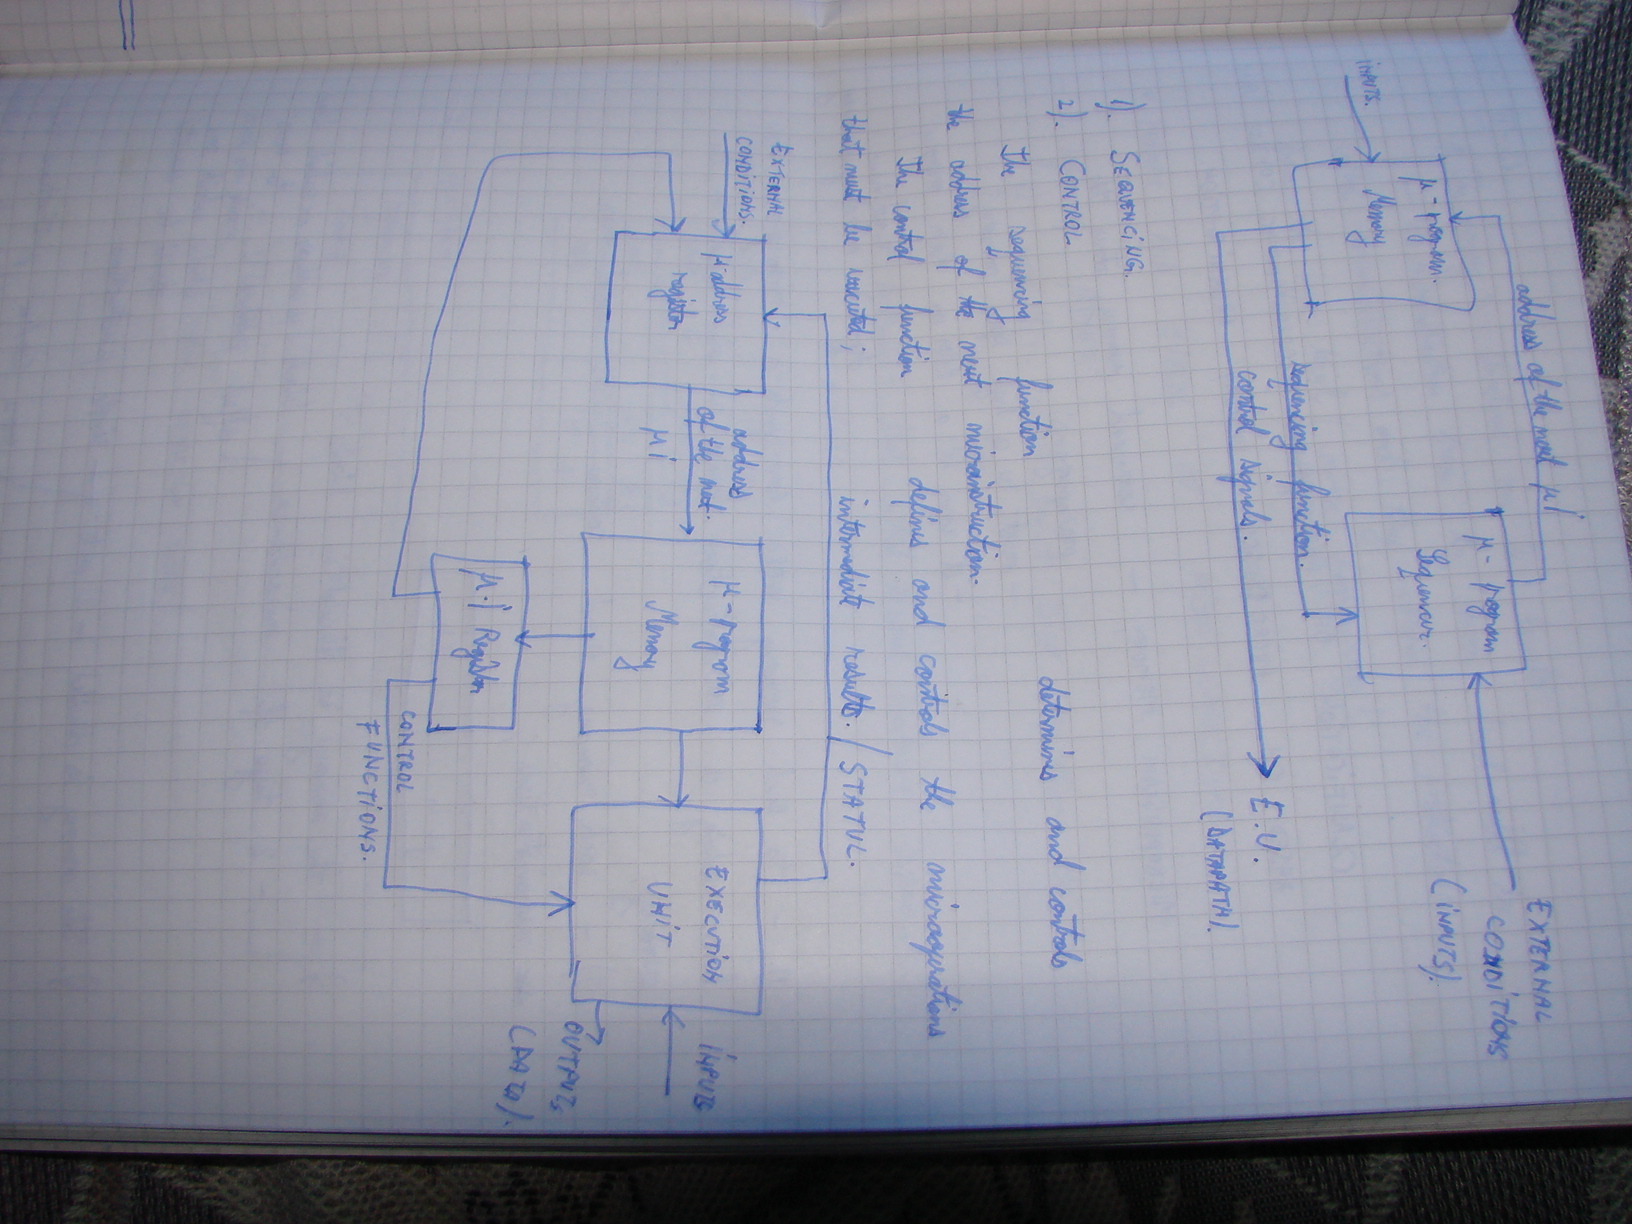 address of the next μi
EXTERNAL
CONDITIONS
(INPUTS).
INPUTS.
μ-program.
Memory
μ-program
Sequencer.
sequencing function.
control signals.
E.U.
(DATAPATH).
1). SEQUENCING.
2). CONTROL
The sequencing function determines and controls
the address of the next microinstruction.
The control function defines and controls the microoperations
that must be executed;
intermediate results. / STATUS.
EXTERNAL
CONDITIONS.
μ-address
register
address
of the next.
μi
μ-program
Memory
EXECUTION
UNIT
INPUTS
OUTPUTS
(DATA).
μ.i Register
CONTROL
FUNCTIONS.